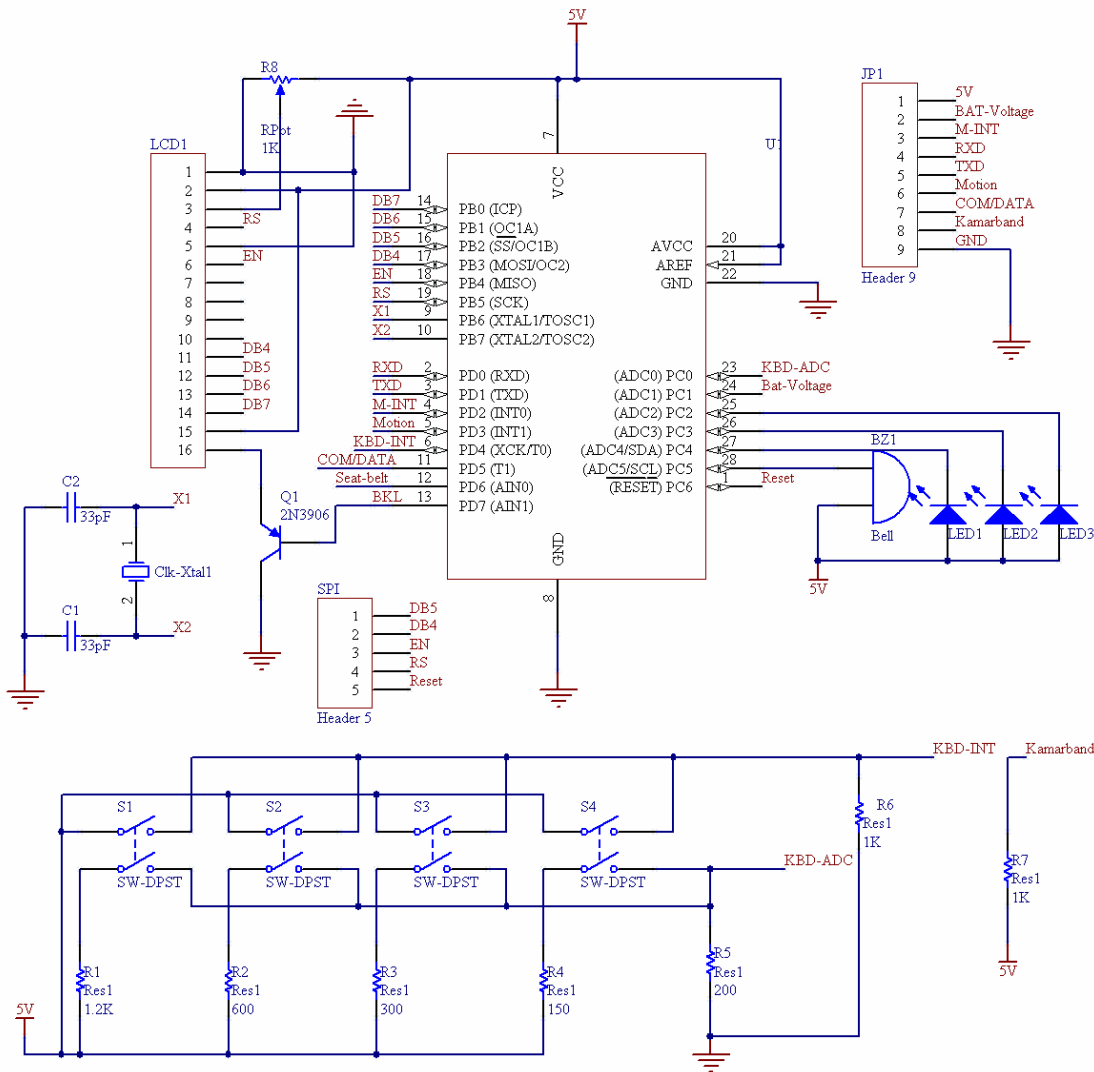 5V
R8
RPot
1K
LCD1
1
2
3
4
5
6
7
8
9
10
11
12
13
14
15
16
RS
EN
DB4
DB5
DB6
DB7
7
VCC
DB7 14 PB0 (ICP)
DB6 15 PB1 (OC1A)
DB5 16 PB2 (SS/OC1B)
DB4 17 PB3 (MOSI/OC2)
EN 18 PB4 (MISO)
RS 19 PB5 (SCK)
X1 9 PB6 (XTAL1/TOSC1)
X2 10 PB7 (XTAL2/TOSC2)
RXD 2 PD0 (RXD)
TXD 3 PD1 (TXD)
M-INT 4 PD2 (INT0)
Motion 5 PD3 (INT1)
KBD-INT 6 PD4 (XCK/T0)
COM/DATA 11 PD5 (T1)
Seat-belt 12 PD6 (AIN0)
BKL 13 PD7 (AIN1)
AVCC 20
AREF 21
GND 22
(ADC0) PC0 23 KBD-ADC
(ADC1) PC1 24 Bat-Voltage
(ADC2) PC2 25
(ADC3) PC3 26
(ADC4/SDA) PC4 27
(ADC5/SCL) PC5 28
(RESET) PC6 1 Reset
GND
8
JP1
1 5V
2 BAT-Voltage
3 M-INT
4 RXD
5 TXD
6 Motion
7 COM/DATA
8 Kamarband
9 GND
Header 9
BZ1
Bell
LED1
LED2
LED3
5V
C2
33pF
X1
1
Clk-Xtal1
2
C1
33pF
X2
Q1
2N3906
SPI
1 DB5
2 DB4
3 EN
4 RS
5 Reset
Header 5
KBD-INT
Kamarband
S1
S2
S3
S4
SW-DPST
SW-DPST
SW-DPST
SW-DPST
KBD-ADC
R6
Res1
1K
R7
Res1
1K
5V
R1
Res1
1.2K
R2
Res1
600
R3
Res1
300
R4
Res1
150
R5
Res1
200
5V